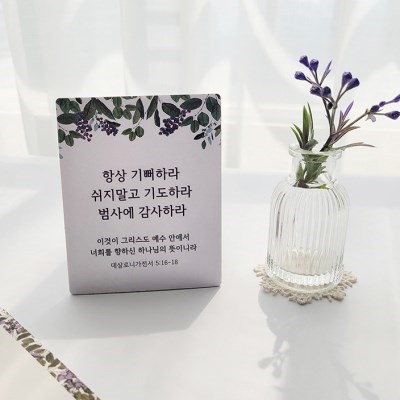 항상 기뻐하라
쉬지말고 기도하라
범사에 감사하라
이것이 그리스도 예수 안에서
너희를 향하신 하나님의 뜻이니라
데살로니가전서 5:16-18